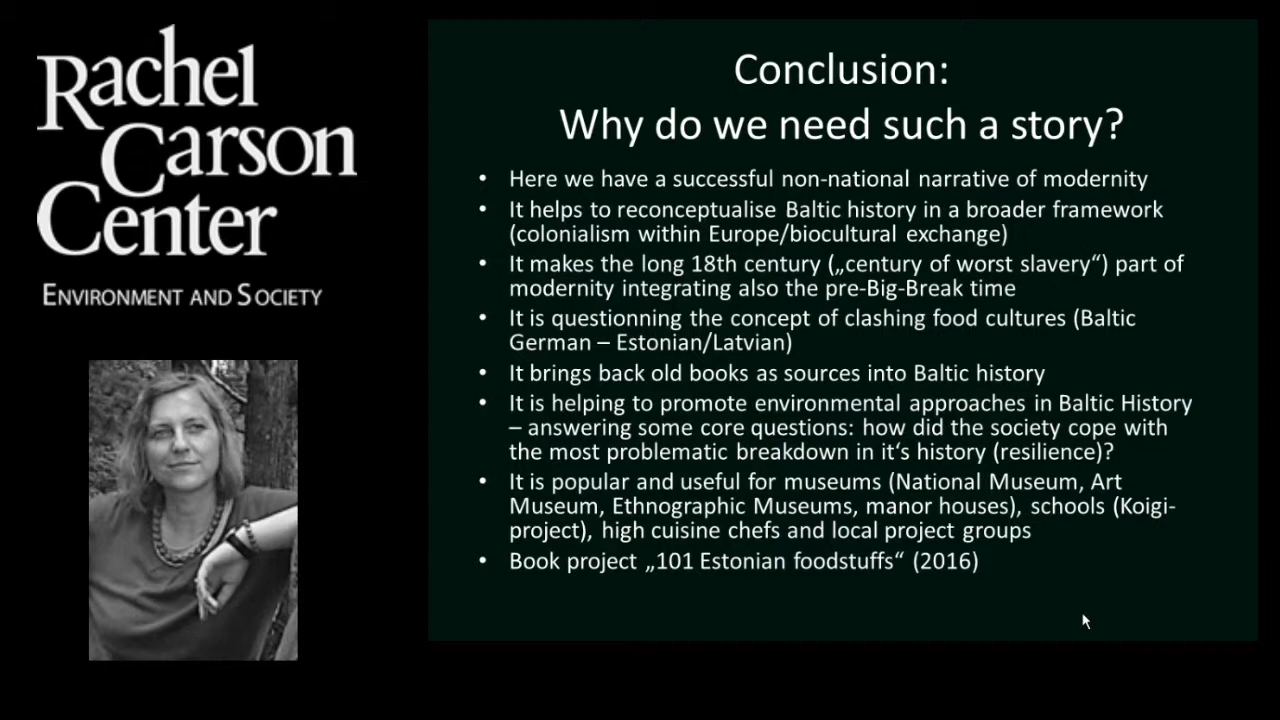 Rachel
Carson
Center
ENVIRONMENT AND SOCIETY
Conclusion:
Why do we need such a story?
• Here we have a successful non-national narrative of modernity
• It helps to reconceptualise Baltic history in a broader framework
(colonialism within Europe/biocultural exchange)
• It makes the long 18th century („century of worst slavery“) part of
modernity integrating also the pre-Big-Break time
• It is questionning the concept of clashing food cultures (Baltic
German – Estonian/Latvian)
• It brings back old books as sources into Baltic history
• It is helping to promote environmental approaches in Baltic History
– answering some core questions: how did the society cope with
the most problematic breakdown in it‘s history (resilience)?
• It is popular and useful for museums (National Museum, Art
Museum, Ethnographic Museums, manor houses), schools (Koigi-
project), high cuisine chefs and local project groups
• Book project „101 Estonian foodstuffs“ (2016)